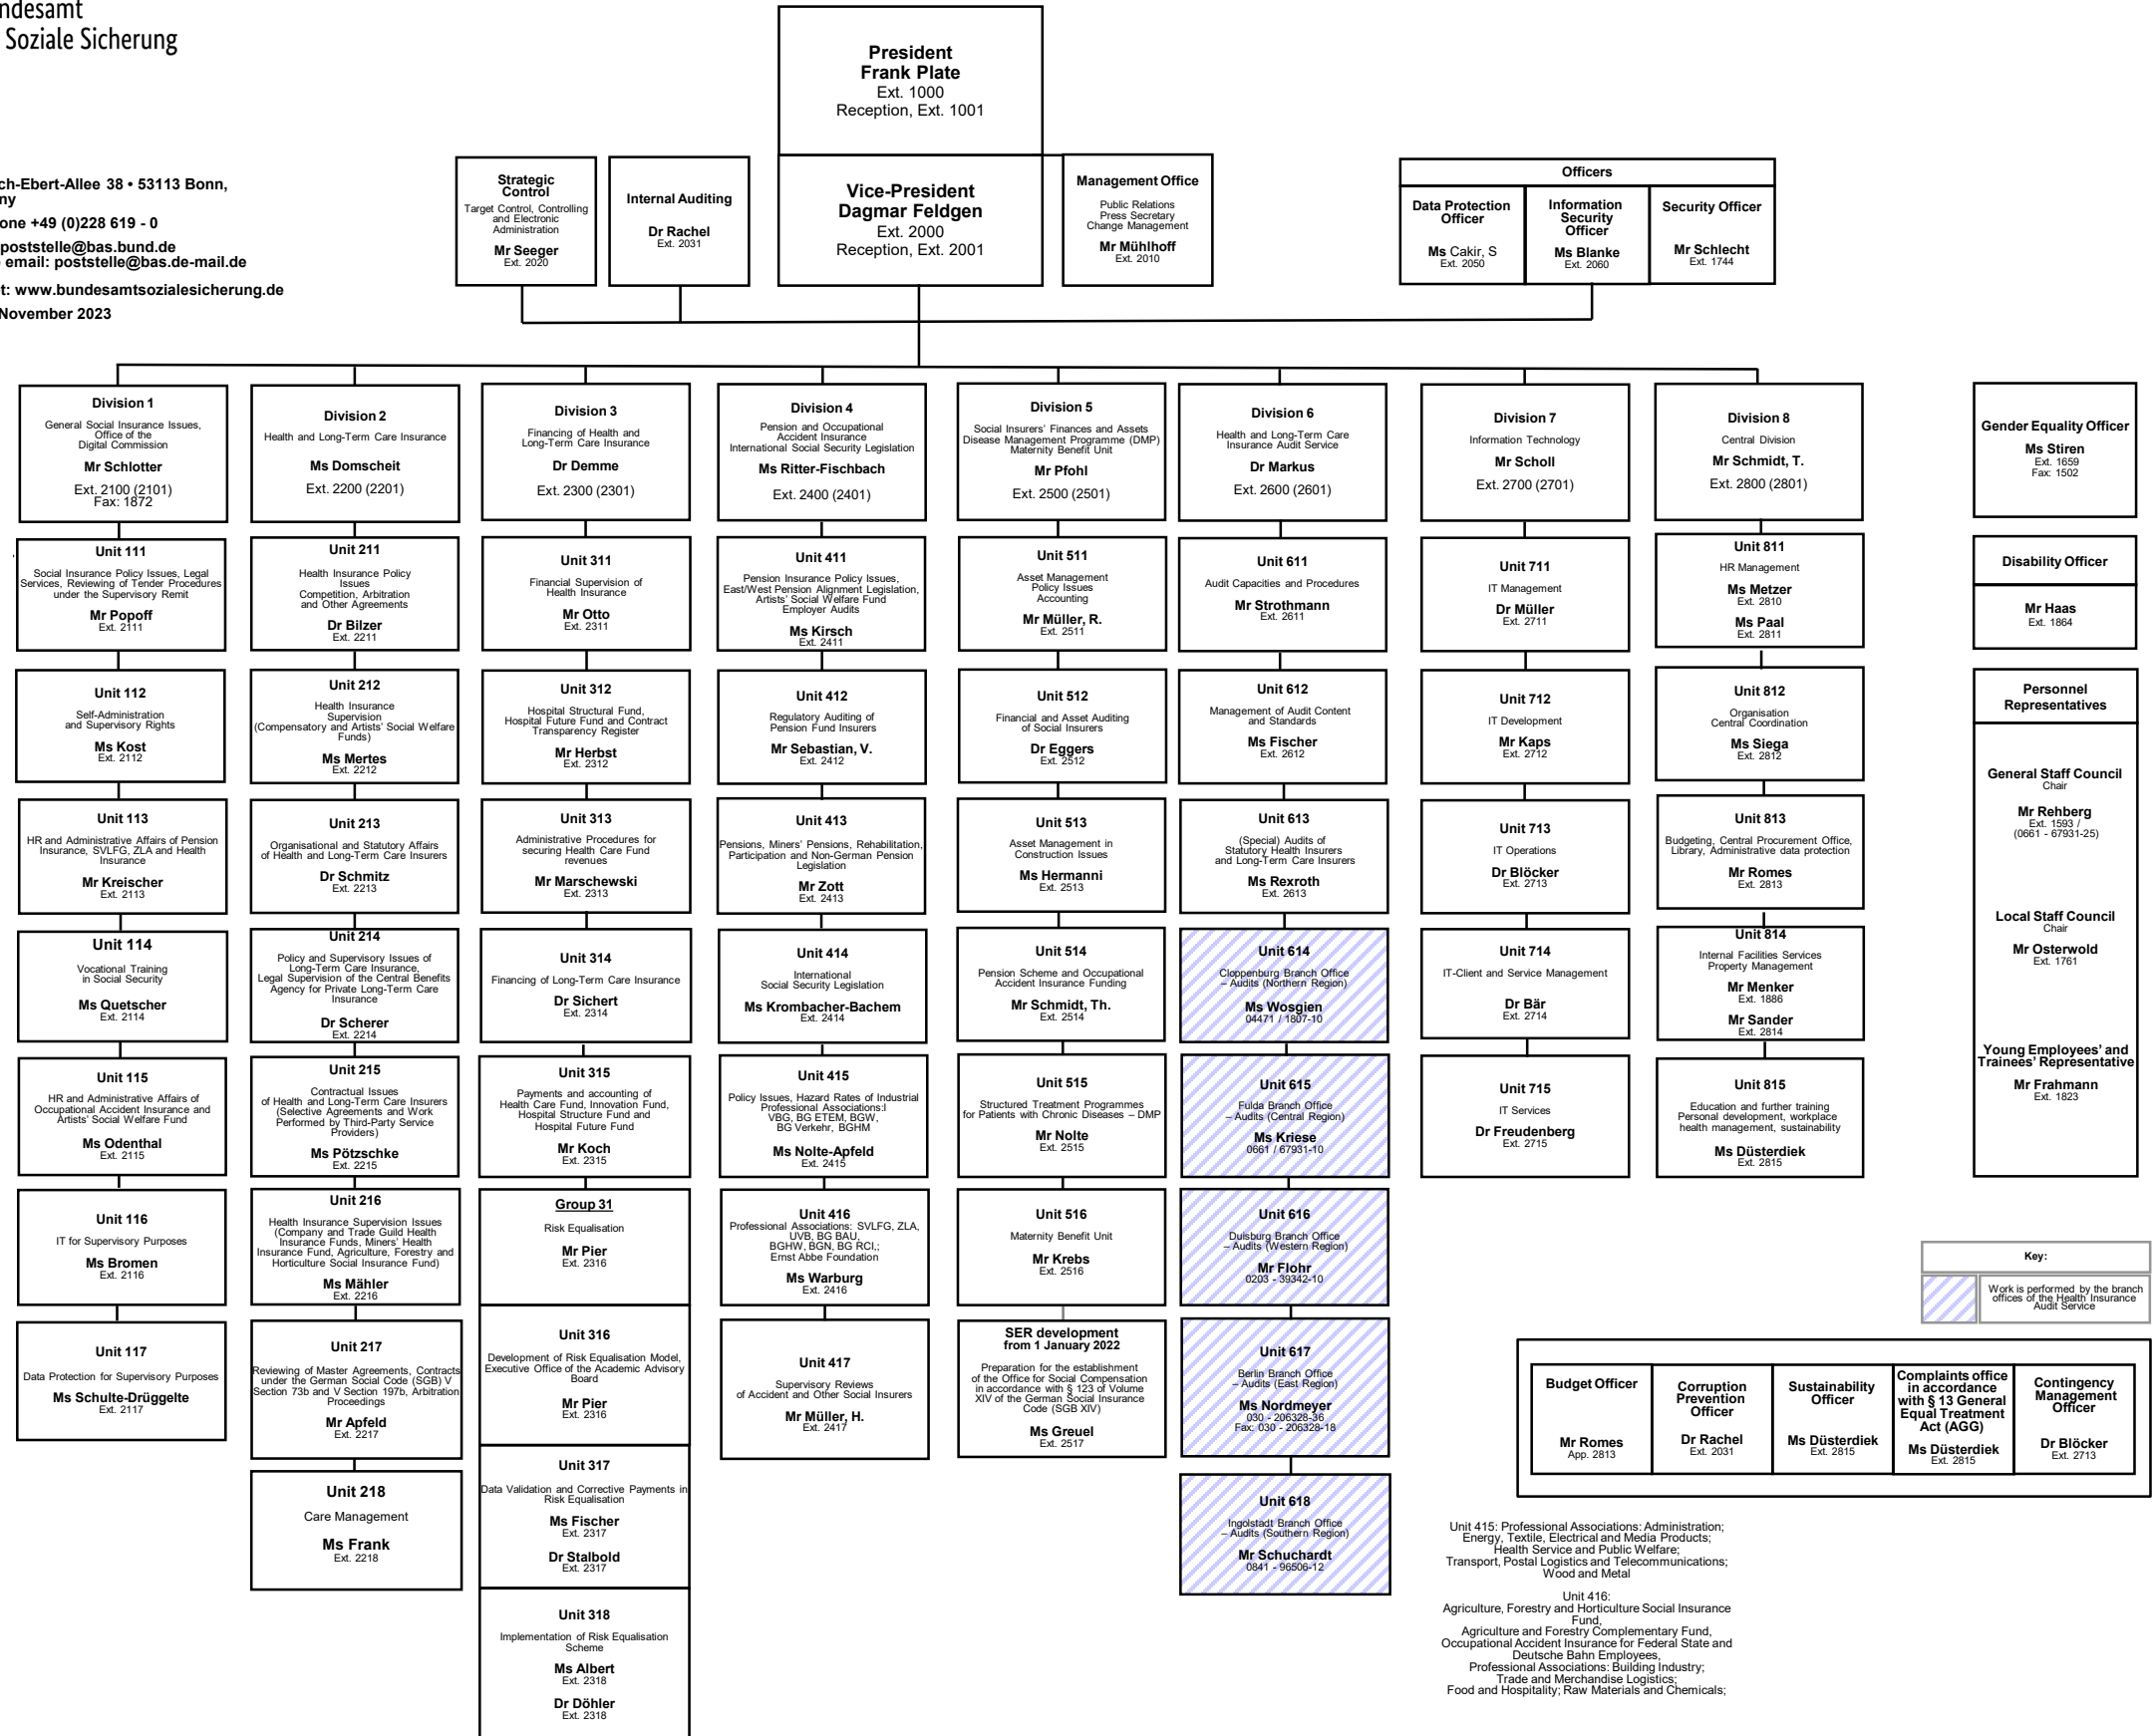 ndesamt
Soziale Sicherung
President
Frank Plate
Ext. 1000
Reception, Ext. 1001
ch-Ebert-Allee 38 • 53113 Bonn,
ny
one +49 (0)228 619 - 0
poststelle@bas.bund.de
email: poststelle@bas.de-mail.de
t: www.bundesamtsozialesicherung.de
November 2023
Strategic
Control
Target Control, Controlling
and Electronic
Administration
Mr Seeger
Ext. 2020
Internal Auditing
Dr Rachel
Ext. 2031
Vice-President
Dagmar Feldgen
Ext. 2000
Reception, Ext. 2001
Management Office
Public Relations
Press Secretary
Change Management
Mr Mühlhoff
Ext. 2010
Officers
Data Protection
Officer
Ms Cakir, S
Ext. 2050
Information
Security
Officer
Ms Blanke
Ext. 2060
Security Officer
Mr Schlecht
Ext. 1744
Division 1
General Social Insurance Issues,
Office of the
Digital Commission
Mr Schlotter
Ext. 2100 (2101)
Fax: 1872
Unit 111
Social Insurance Policy Issues, Legal
Services, Reviewing of Tender Procedures
under the Supervisory Remit
Mr Popoff
Ext. 2111
Unit 112
Self-Administration
and Supervisory Rights
Ms Kost
Ext. 2112
Unit 113
HR and Administrative Affairs of Pension
Insurance, SVLFG, ZLA and Health
Insurance
Mr Kreischer
Ext. 2113
Unit 114
Vocational Training
in Social Security
Ms Quetscher
Ext. 2114
Unit 115
HR and Administrative Affairs of
Occupational Accident Insurance and
Artists' Social Welfare Fund
Ms Odenthal
Ext. 2115
Unit 116
IT for Supervisory Purposes
Ms Bromen
Ext. 2116
Unit 117
Data Protection for Supervisory Purposes
Ms Schulte-Drüggelte
Ext. 2117
Division 2
Health and Long-Term Care Insurance
Ms Domscheit
Ext. 2200 (2201)
Unit 211
Health Insurance Policy
Issues
Competition, Arbitration
and Other Agreements
Dr Bilzer
Ext. 2211
Unit 212
Health Insurance
Supervision
(Compensatory and Artists' Social Welfare
Funds)
Ms Mertes
Ext. 2212
Unit 213
Organisational and Statutory Affairs
of Health and Long-Term Care Insurers
Dr Schmitz
Ext. 2213
Unit 214
Policy and Supervisory Issues of
Long-Term Care Insurance,
Legal Supervision of the Central Benefits
Agency for Private Long-Term Care
Insurance
Dr Scherer
Ext. 2214
Unit 215
Contractual Issues
of Health and Long-Term Care Insurers
(Selective Agreements and Work
Performed by Third-Party Service
Providers)
Ms Pötzschke
Ext. 2215
Unit 216
Health Insurance Supervision Issues
(Company and Trade Guild Health
Insurance Funds, Miners' Health
Insurance Fund, Agriculture, Forestry and
Horticulture Social Insurance Fund)
Ms Mähler
Ext. 2216
Unit 217
Reviewing of Master Agreements, Contracts
under the German Social Code (SGB) V
Section 73b and V Section 197b, Arbitration
Proceedings
Mr Apfeld
Ext. 2217
Unit 218
Care Management
Ms Frank
Ext. 2218
Division 3
Financing of Health and
Long-Term Care Insurance
Dr Demme
Ext. 2300 (2301)
Unit 311
Financial Supervision of
Health Insurance
Mr Otto
Ext. 2311
Unit 312
Hospital Structural Fund,
Hospital Future Fund and Contract
Transparency Register
Mr Herbst
Ext. 2312
Unit 313
Administrative Procedures for
securing Health Care Fund
revenues
Mr Marschewski
Ext. 2313
Unit 314
Financing of Long-Term Care Insurance
Dr Sichert
Ext. 2314
Unit 315
Payments and accounting of
Health Care Fund, Innovation Fund,
Hospital Structure Fund and
Hospital Future Fund
Mr Koch
Ext. 2315
Group 31
Risk Equalisation
Mr Pier
Ext. 2316
Unit 316
Development of Risk Equalisation Model,
Executive Office of the Academic Advisory
Board
Mr Pier
Ext. 2316
Unit 317
Data Validation and Corrective Payments in
Risk Equalisation
Ms Fischer
Ext. 2317
Dr Stalbold
Ext. 2317
Unit 318
Implementation of Risk Equalisation
Scheme
Ms Albert
Ext. 2318
Dr Döhler
Ext. 2318
Division 4
Pension and Occupational
Accident Insurance
International Social Security Legislation
Ms Ritter-Fischbach
Ext. 2400 (2401)
Unit 411
Pension Insurance Policy Issues,
East/West Pension Alignment Legislation,
Artists' Social Welfare Fund
Employer Audits
Ms Kirsch
Ext. 2411
Unit 412
Regulatory Auditing of
Pension Fund Insurers
Mr Sebastian, V.
Ext. 2412
Unit 413
Pensions, Miners' Pensions, Rehabilitation,
Participation and Non-German Pension
Legislation
Mr Zott
Ext. 2413
Unit 414
International
Social Security Legislation
Ms Krombacher-Bachem
Ext. 2414
Unit 415
Policy Issues, Hazard Rates of Industrial
Professional Associations:l
VBG, BG ETEM, BGW,
BG Verkehr, BGHM
Ms Nolte-Apfeld
Ext. 2415
Unit 416
Professional Associations: SVLFG, ZLA,
UVB, BG BAU,
BGHW, BGN, BG RCI,;
Ernst Abbe Foundation
Ms Warburg
Ext. 2416
Unit 417
Supervisory Reviews
of Accident and Other Social Insurers
Mr Müller, H.
Ext. 2417
Division 5
Social Insurers' Finances and Assets
Disease Management Programme (DMP)
Maternity Benefit Unit
Mr Pfohl
Ext. 2500 (2501)
Unit 511
Asset Management
Policy Issues
Accounting
Mr Müller, R.
Ext. 2511
Unit 512
Financial and Asset Auditing
of Social Insurers
Dr Eggers
Ext. 2512
Unit 513
Asset Management in
Construction Issues
Ms Hermanni
Ext. 2513
Unit 514
Pension Scheme and Occupational
Accident Insurance Funding
Mr Schmidt, Th.
Ext. 2514
Unit 515
Structured Treatment Programmes
for Patients with Chronic Diseases – DMP
Mr Nolte
Ext. 2515
Unit 516
Maternity Benefit Unit
Mr Krebs
Ext. 2516
SER development
from 1 January 2022
Preparation for the establishment
of the Office for Social Compensation
in accordance with § 123 of Volume
XIV of the German Social Insurance
Code (SGB XIV)
Ms Greuel
Ext. 2517
Division 6
Health and Long-Term Care
Insurance Audit Service
Dr Markus
Ext. 2600 (2601)
Unit 611
Audit Capacities and Procedures
Mr Strothmann
Ext. 2611
Unit 612
Management of Audit Content
and Standards
Ms Fischer
Ext. 2612
Unit 613
(Special) Audits of
Statutory Health Insurers
and Long-Term Care Insurers
Ms Rexroth
Ext. 2613
Unit 614
Cloppenburg Branch Office
– Audits (Northern Region)
Ms Wosgien
04471 / 1807-10
Unit 615
Fulda Branch Office
– Audits (Central Region)
Ms Kriese
0661 / 67931-10
Unit 616
Duisburg Branch Office
– Audits (Western Region)
Mr Flohr
0203 - 39342-10
Unit 617
Berlin Branch Office
– Audits (East Region)
Ms Nordmeyer
030 - 206328-36
Fax: 030 - 206328-18
Unit 618
Ingolstadt Branch Office
– Audits (Southern Region)
Mr Schuchardt
0841 - 96506-12
Division 7
Information Technology
Mr Scholl
Ext. 2700 (2701)
Unit 711
IT Management
Dr Müller
Ext. 2711
Unit 712
IT Development
Mr Kaps
Ext. 2712
Unit 713
IT Operations
Dr Blöcker
Ext. 2713
Unit 714
IT-Client and Service Management
Dr Bär
Ext. 2714
Unit 715
IT Services
Dr Freudenberg
Ext. 2715
Division 8
Central Division
Mr Schmidt, T.
Ext. 2800 (2801)
Unit 811
HR Management
Ms Metzer
Ext. 2810
Ms Paal
Ext. 2811
Unit 812
Organisation
Central Coordination
Ms Siega
Ext. 2812
Unit 813
Budgeting, Central Procurement Office,
Library, Administrative data protection
Mr Romes
Ext. 2813
Unit 814
Internal Facilities Services
Property Management
Mr Menker
Ext. 1886
Mr Sander
Ext. 2814
Unit 815
Education and further training
Personal development, workplace
health management, sustainability
Ms Düsterdiek
Ext. 2815
Gender Equality Officer
Ms Stiren
Ext. 1659
Fax: 1502
Disability Officer
Mr Haas
Ext. 1864
Personnel
Representatives
General Staff Council
Chair
Mr Rehberg
Ext. 1593 /
(0661 - 67931-25)
Local Staff Council
Chair
Mr Osterwold
Ext. 1761
Young Employees' and
Trainees' Representative
Mr Frahmann
Ext. 1823
Key:
Work is performed by the branch
offices of the Health Insurance
Audit Service
Budget Officer
Mr Romes
App. 2813
Corruption
Prevention
Officer
Dr Rachel
Ext. 2031
Sustainability
Officer
Ms Düsterdiek
Ext. 2815
Complaints office
in accordance
with § 13 General
Equal Treatment
Act (AGG)
Ms Düsterdiek
Ext. 2815
Contingency
Management
Officer
Dr Blöcker
Ext. 2713
Unit 415: Professional Associations: Administration;
Energy, Textile, Electrical and Media Products;
Health Service and Public Welfare;
Transport, Postal Logistics and Telecommunications;
Wood and Metal
Unit 416:
Agriculture, Forestry and Horticulture Social Insurance
Fund,
Agriculture and Forestry Complementary Fund,
Occupational Accident Insurance for Federal State and
Deutsche Bahn Employees,
Professional Associations: Building Industry;
Trade and Merchandise Logistics;
Food and Hospitality; Raw Materials and Chemicals;